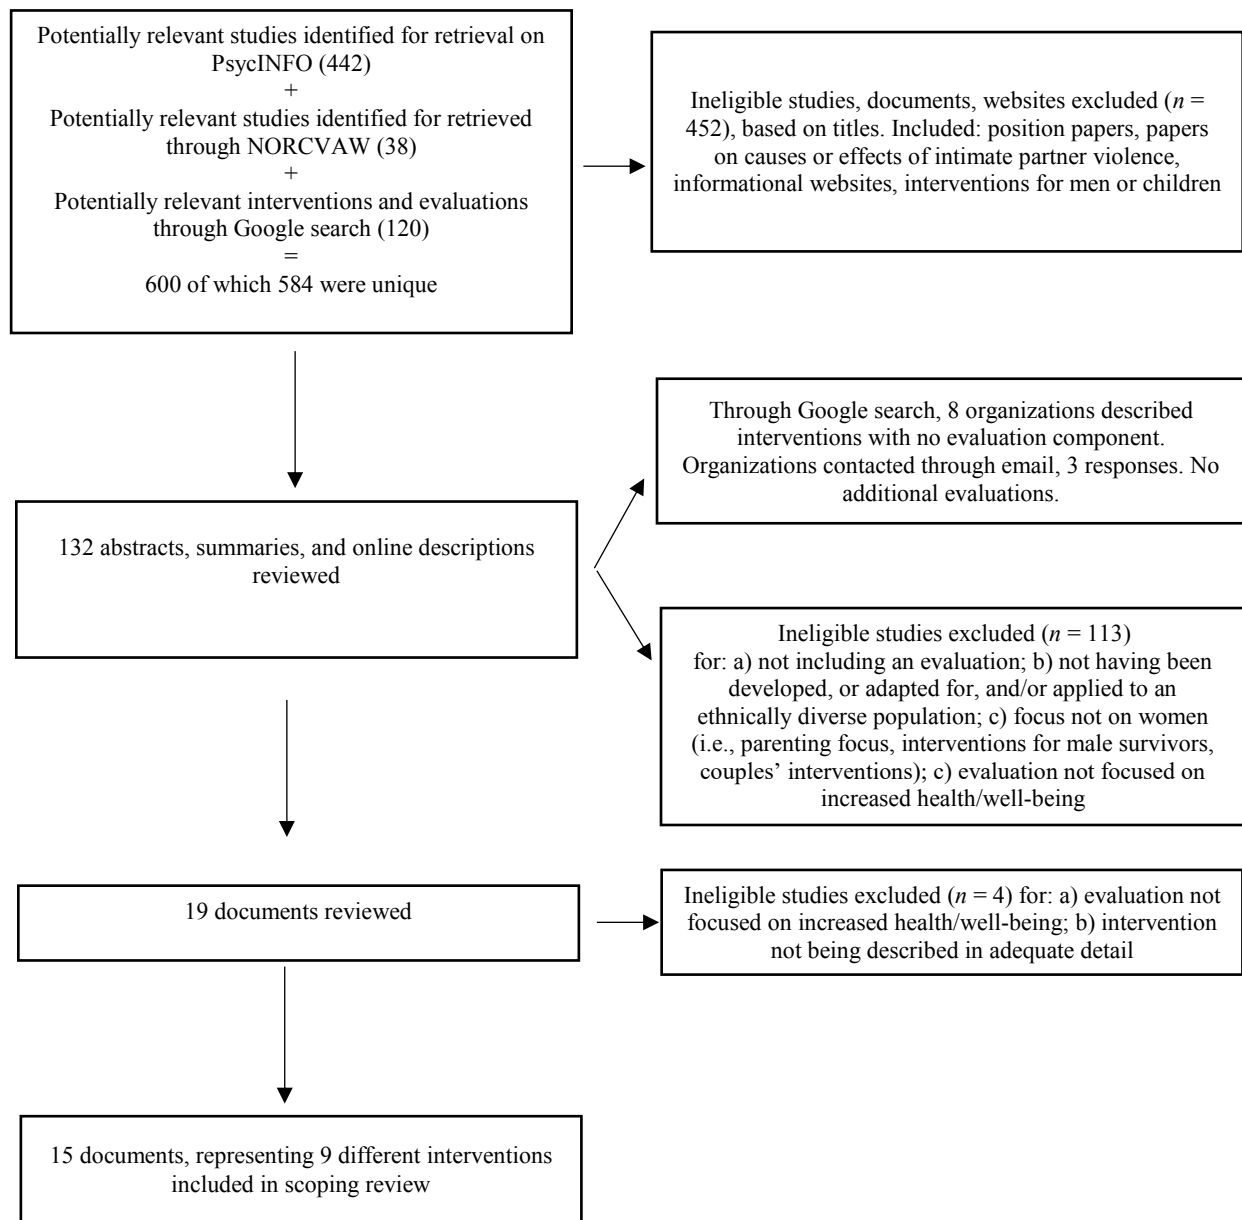 Potentially relevant studies identified for retrieval on
PsycINFO (442)
+
Potentially relevant studies identified for retrieved
through NORCVAW (38)
+
Potentially relevant interventions and evaluations
through Google search (120)
=
600 of which 584 were unique
Ineligible studies, documents, websites excluded (n =
452), based on titles. Included: position papers, papers
on causes or effects of intimate partner violence,
informational websites, interventions for men or children
Through Google search, 8 organizations described
interventions with no evaluation component.
Organizations contacted through email, 3 responses. No
additional evaluations.
132 abstracts, summaries, and online descriptions
reviewed
Ineligible studies excluded (n = 113)
for: a) not including an evaluation; b) not having been
developed, or adapted for, and/or applied to an
ethnically diverse population; c) focus not on women
(i.e., parenting focus, interventions for male survivors,
couples’ interventions); c) evaluation not focused on
increased health/well-being
19 documents reviewed
Ineligible studies excluded (n = 4) for: a) evaluation not
focused on increased health/well-being; b) intervention
not being described in adequate detail
15 documents, representing 9 different interventions
included in scoping review